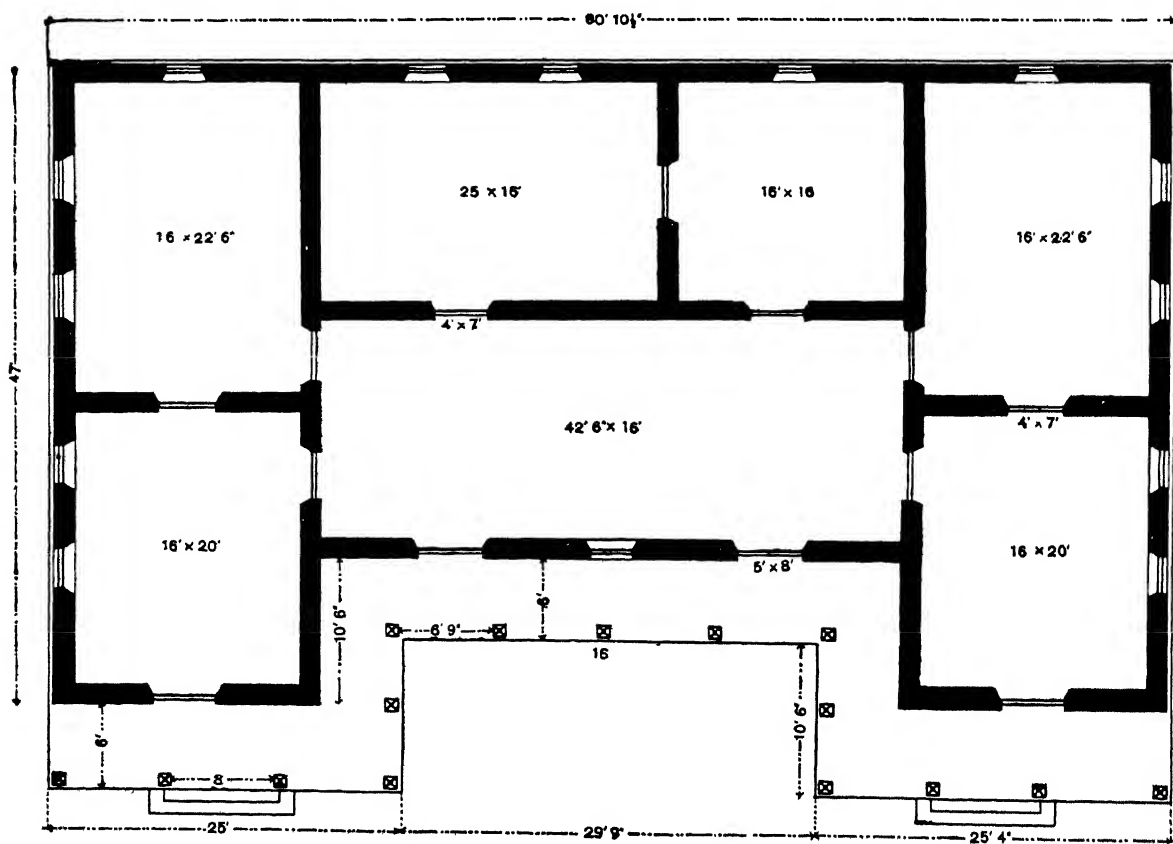 80' 10½"
47'
16 × 22' 6"
25 × 16'
16' × 16
16' × 22' 6"
4' × 7'
42' 6" × 16'
4' × 7'
16' × 20'
16 × 20'
5' × 8'
10' 6"
6'
6' 9"
16
10' 6"
6'
8
25'
29' 9"
25' 4"